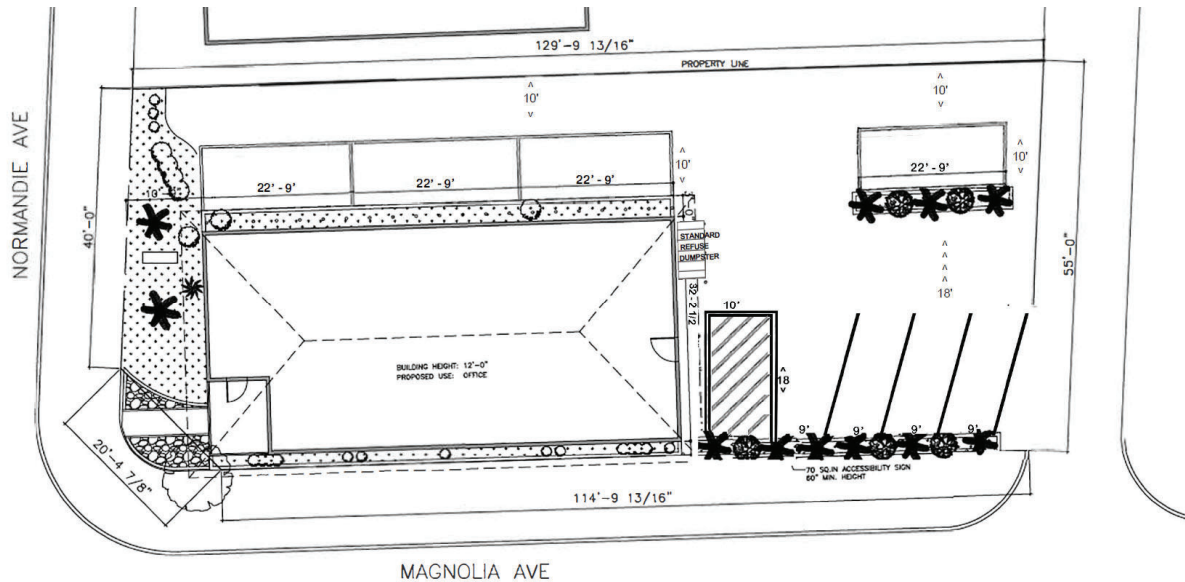 129'-9 13/16"
PROPERTY LINE
10'
10'
NORMANDIE AVE
40'-0"
22'-9'
22'-9'
22'-9'
10'
22'-9'
10'
55'-0"
STANDARD
REFUSE
DUMPSTER
32'-2 1/2
18'
10'
18
BUILDING HEIGHT: 12'-0"
PROPOSED USE: OFFICE
9'
9'
9'
9'
20'-4 7/8"
70 SQ.IN ACCESSIBILITY SIGN
60" MIN. HEIGHT
114'-9 13/16"
MAGNOLIA AVE